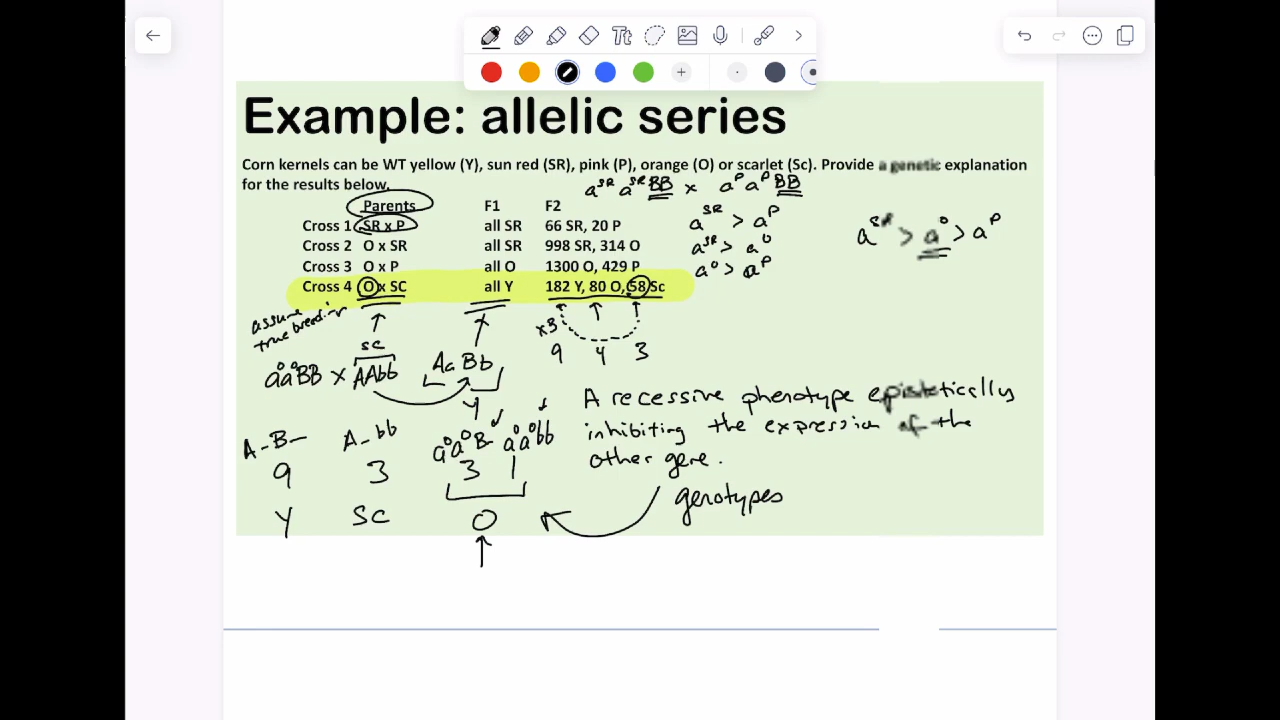 Tt
Example: allelic series
Corn kernels can be WT yellow (Y), sun red (SR), pink (P), orange (O) or scarlet (Sc). Provide a genetic explanation
for the results below.
a^SR a^SR BB x a^P a^P BB
Parents F1 F2
Cross 1 SR x P all SR 66 SR, 20 P
a^SR > a^P
Cross 2 O x SR all SR 998 SR, 314 O
a^SR > a^O
Cross 3 O x P all O 1300 O, 429 P
a^O > a^P
Cross 4 O x SC all Y 182 Y, 80 O, 58 Sc
a^SR > a^O > a^P
assume
true breedin
x3
9 4 3
sc
a^O a^O BB x AAbb
AaBb
Y
A-B- A-bb a^O a^O B- a^O a^O bb
9 3 3 1
Y SC O
A recessive phenotype epistatically
inhibiting the expression of the
other gene.
genotypes